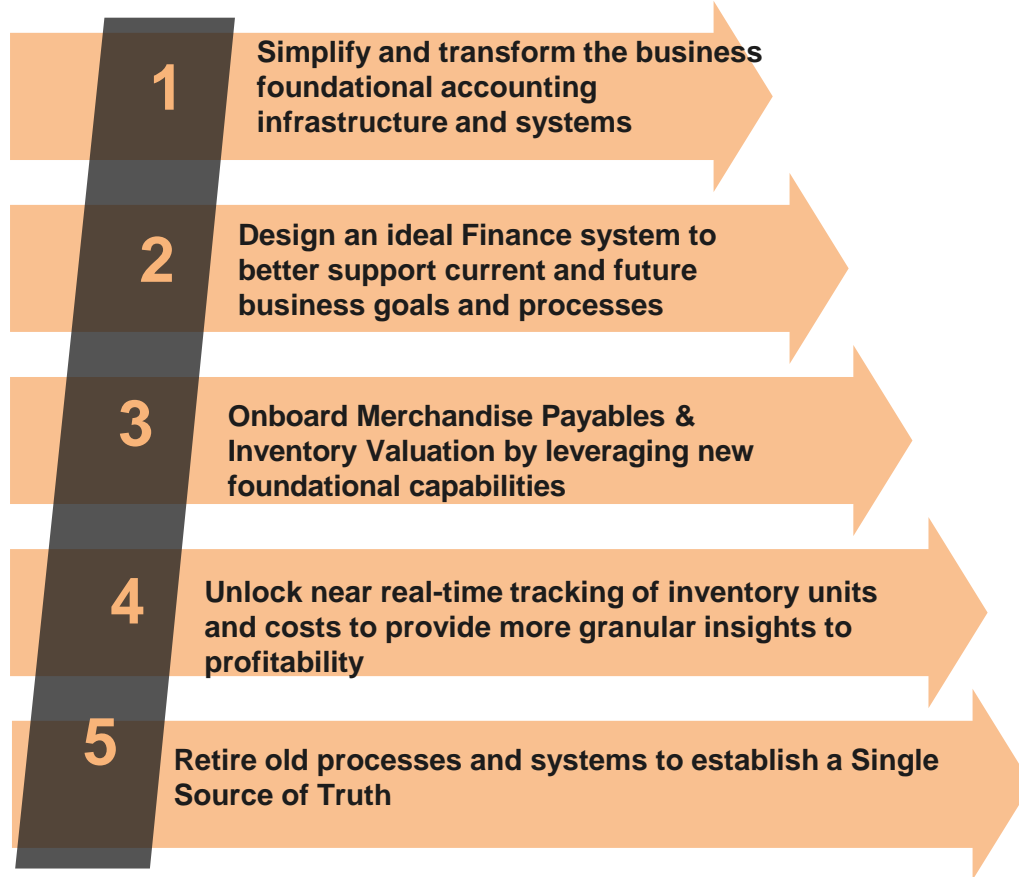 1
Simplify and transform the business
foundational accounting
infrastructure and systems
2
Design an ideal Finance system to
better support current and future
business goals and processes
3
Onboard Merchandise Payables &
Inventory Valuation by leveraging new
foundational capabilities
4
Unlock near real-time tracking of inventory units
and costs to provide more granular insights to
profitability
5
Retire old processes and systems to establish a Single
Source of Truth